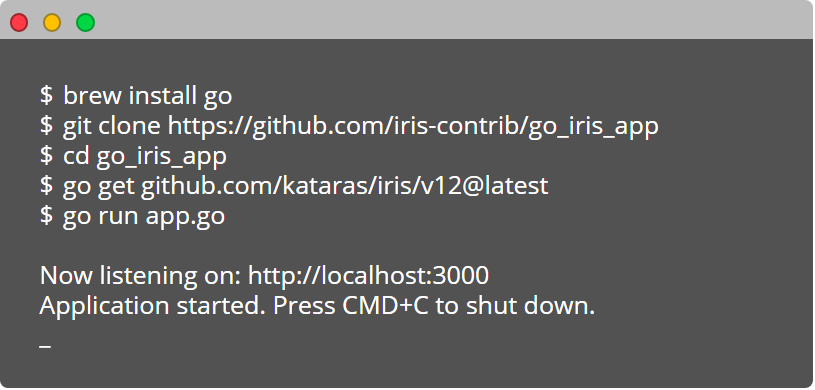 $ brew install go
$ git clone https://github.com/iris-contrib/go_iris_app
$ cd go_iris_app
$ go get github.com/kataras/iris/v12@latest
$ go run app.go
Now listening on: http://localhost:3000
Application started. Press CMD+C to shut down.
_